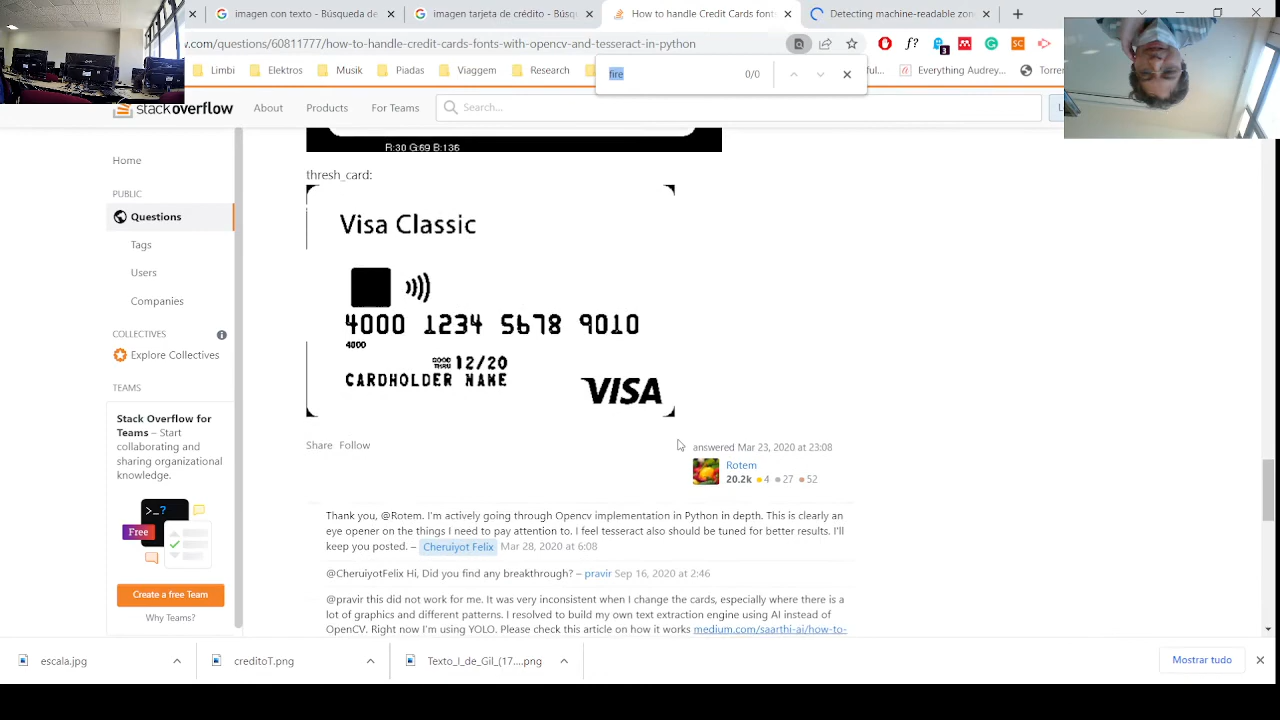 imagen con texto - Búsqueda de
imagen tarjeta de crédito - Búsq
How to handle Credit Cards fonts
Detecting machine-readable zon
.com/questions/60811777/how-to-handle-credit-cards-fonts-with-opencv-and-tesseract-in-python
f?
3
SC
Limbi
Elektros
Musik
Piadas
Viaggem
Research
fire
0/0
ful...
Everything Audrey...
Torrer
stackoverflow
About
Products
For Teams
Search...
L
R:30 G:69 B:136
Home
PUBLIC
Questions
Tags
Users
Companies
COLLECTIVES
Explore Collectives
TEAMS
Stack Overflow for
Teams – Start
collaborating and
sharing organizational
knowledge.
>_?
Free
Create a free Team
Why Teams?
thresh_card:
Visa Classic
4000 1234 5678 9010
4000
GOOD
THRU
12/20
CARDHOLDER NAME
VISA
Share Follow
answered Mar 23, 2020 at 23:08
Rotem
20.2k 4 27 52
Thank you, @Rotem. I'm actively going through Opencv implementation in Python in depth. This is clearly an
eye opener on the things I need to pay attention to. I feel tesseract also should be tuned for better results. I'll
keep you posted. – Cheruiyot Felix Mar 28, 2020 at 6:08
@CheruiyotFelix Hi, Did you find any breakthrough? – pravir Sep 16, 2020 at 2:46
@pravir this did not work for me. It was very inconsistent when I change the cards, especially where there is a
lot of graphics and different patterns. I resolved to build my own text extraction engine using AI instead of
OpenCV. Right now I'm using YOLO. Please check this article on how it works medium.com/saarthi-ai/how-to-
escala.jpg
creditoT.png
Texto_I_de_Gil_(17....png
Mostrar tudo